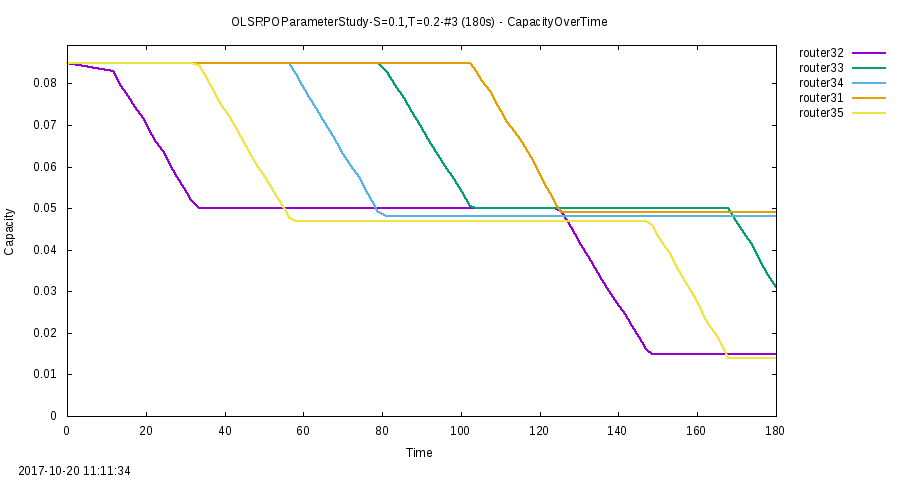 OLSRPOParameterStudy-S=0.1,T=0.2-#3 (180s) - CapacityOverTime
router32
router33
router34
router31
router35
0.08
0.07
0.06
0.05
0.04
0.03
0.02
0.01
0
Capacity
0 20 40 60 80 100 120 140 160 180
Time
2017-10-20 11:11:34